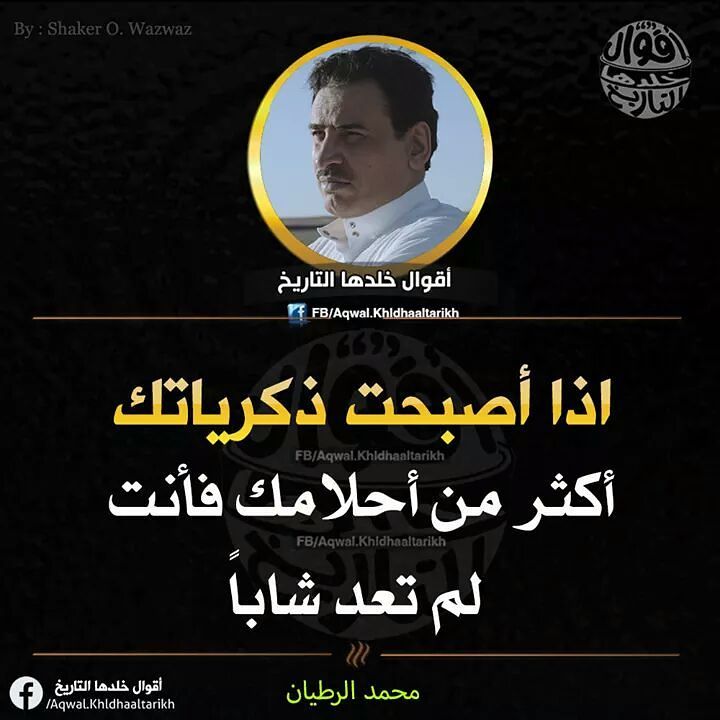 By : Shaker O. Wazwaz
أقوال
خلدها
التاريخ
أقوال خلدها التاريخ
FB/Aqwal.Khldhaaltarikh
اذا أصبحت ذكرياتك
FB/Aqwal.Khldhaaltarikh
أكثر من أحلامك فأنت
FB/Aqwal.Khldhaaltarikh
لم تعد شاباً
محمد الرطيان
أقوال خلدها التاريخ
/Aqwal.Khldhaaltarikh